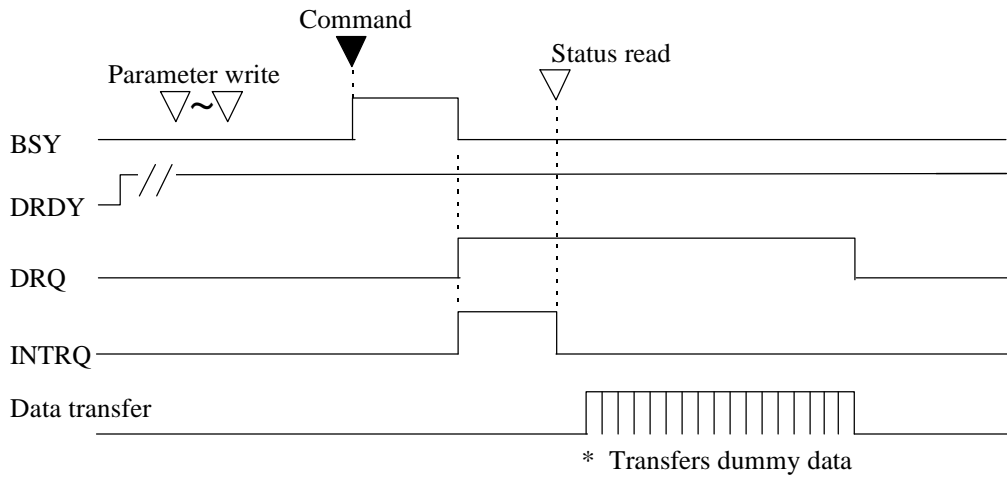 Command
Status read
Parameter write
~
BSY
DRDY
DRQ
INTRQ
Data transfer
* Transfers dummy data